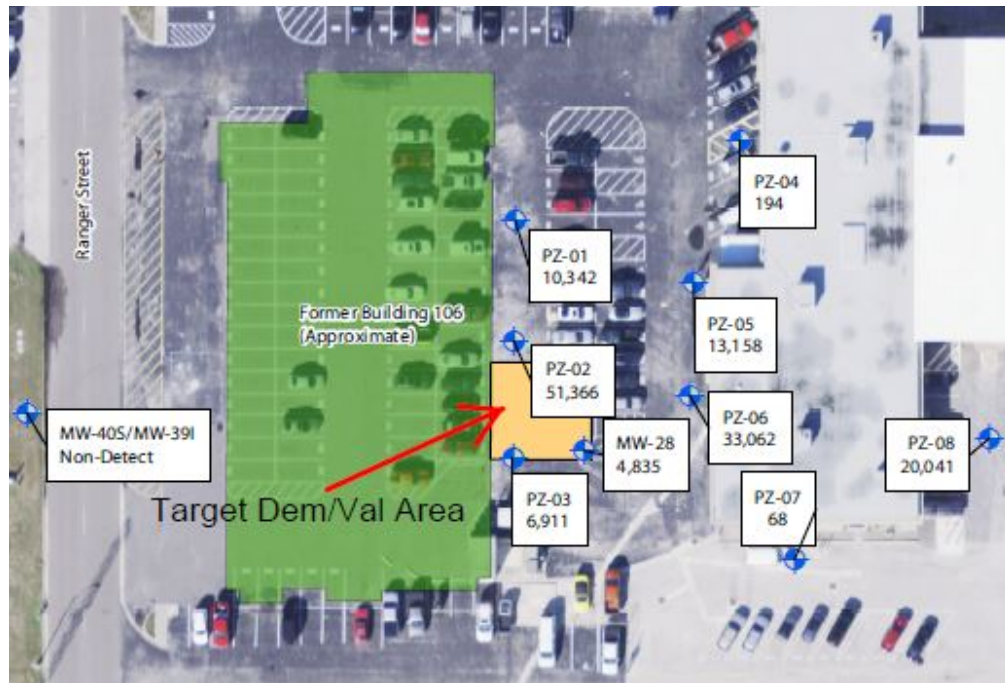 Ranger Street
PZ-04
194
PZ-01
10,342
Former Building 106
(Approximate)
PZ-05
13,158
PZ-02
51,366
MW-40S/MW-39I
Non-Detect
PZ-06
33,062
MW-28
4,835
PZ-08
20,041
Target Dem/Val Area
PZ-03
6,911
PZ-07
68